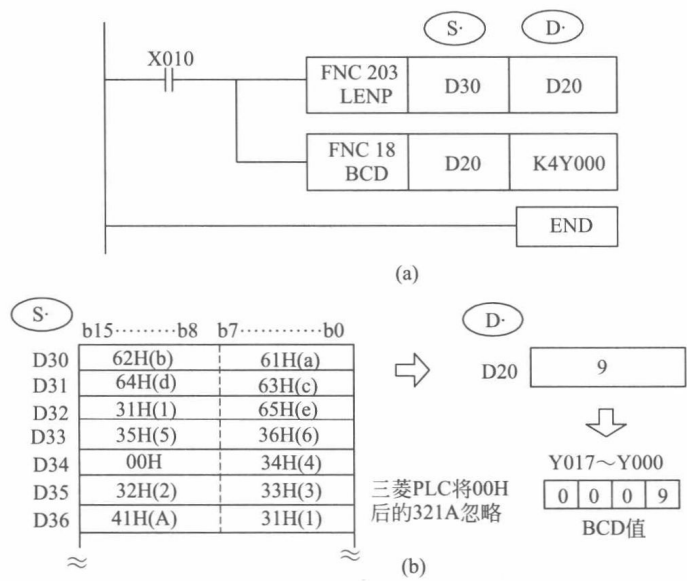 S· D·
X010
FNC 203 LENP D30 D20
FNC 18 BCD D20 K4Y000
END
(a)
S·
b15·········b8 b7············b0
D·
D30 62H(b) 61H(a)
D31 64H(d) 63H(c)
D20 9
D32 31H(1) 65H(e)
D33 35H(5) 36H(6)
D34 00H 34H(4)
Y017～Y000
D35 32H(2) 33H(3)
三菱PLC将00H
0 0 0 9
D36 41H(A) 31H(1)
后的321A忽略
BCD值
≈ ≈
(b)